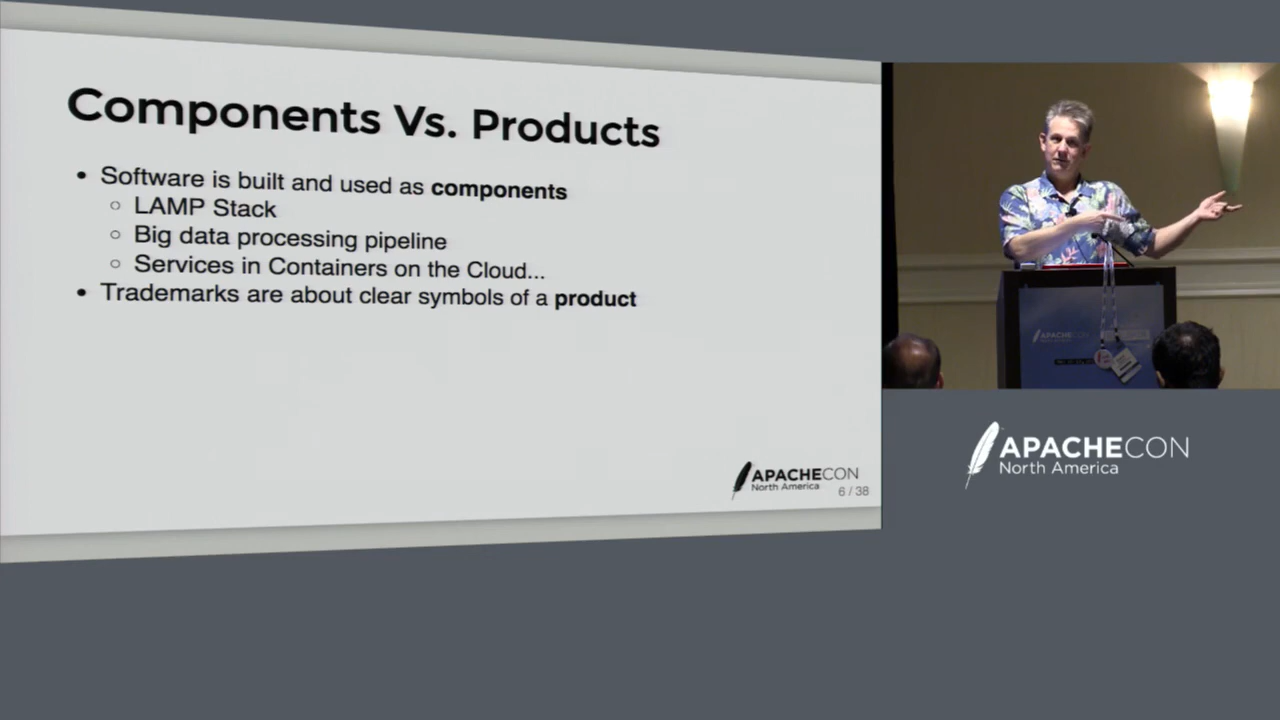 Components Vs. Products
• Software is built and used as components
○ LAMP Stack
○ Big data processing pipeline
○ Services in Containers on the Cloud...
• Trademarks are about clear symbols of a product
APACHECON
North America
6 / 38
APACHECON
APACHECON
North America